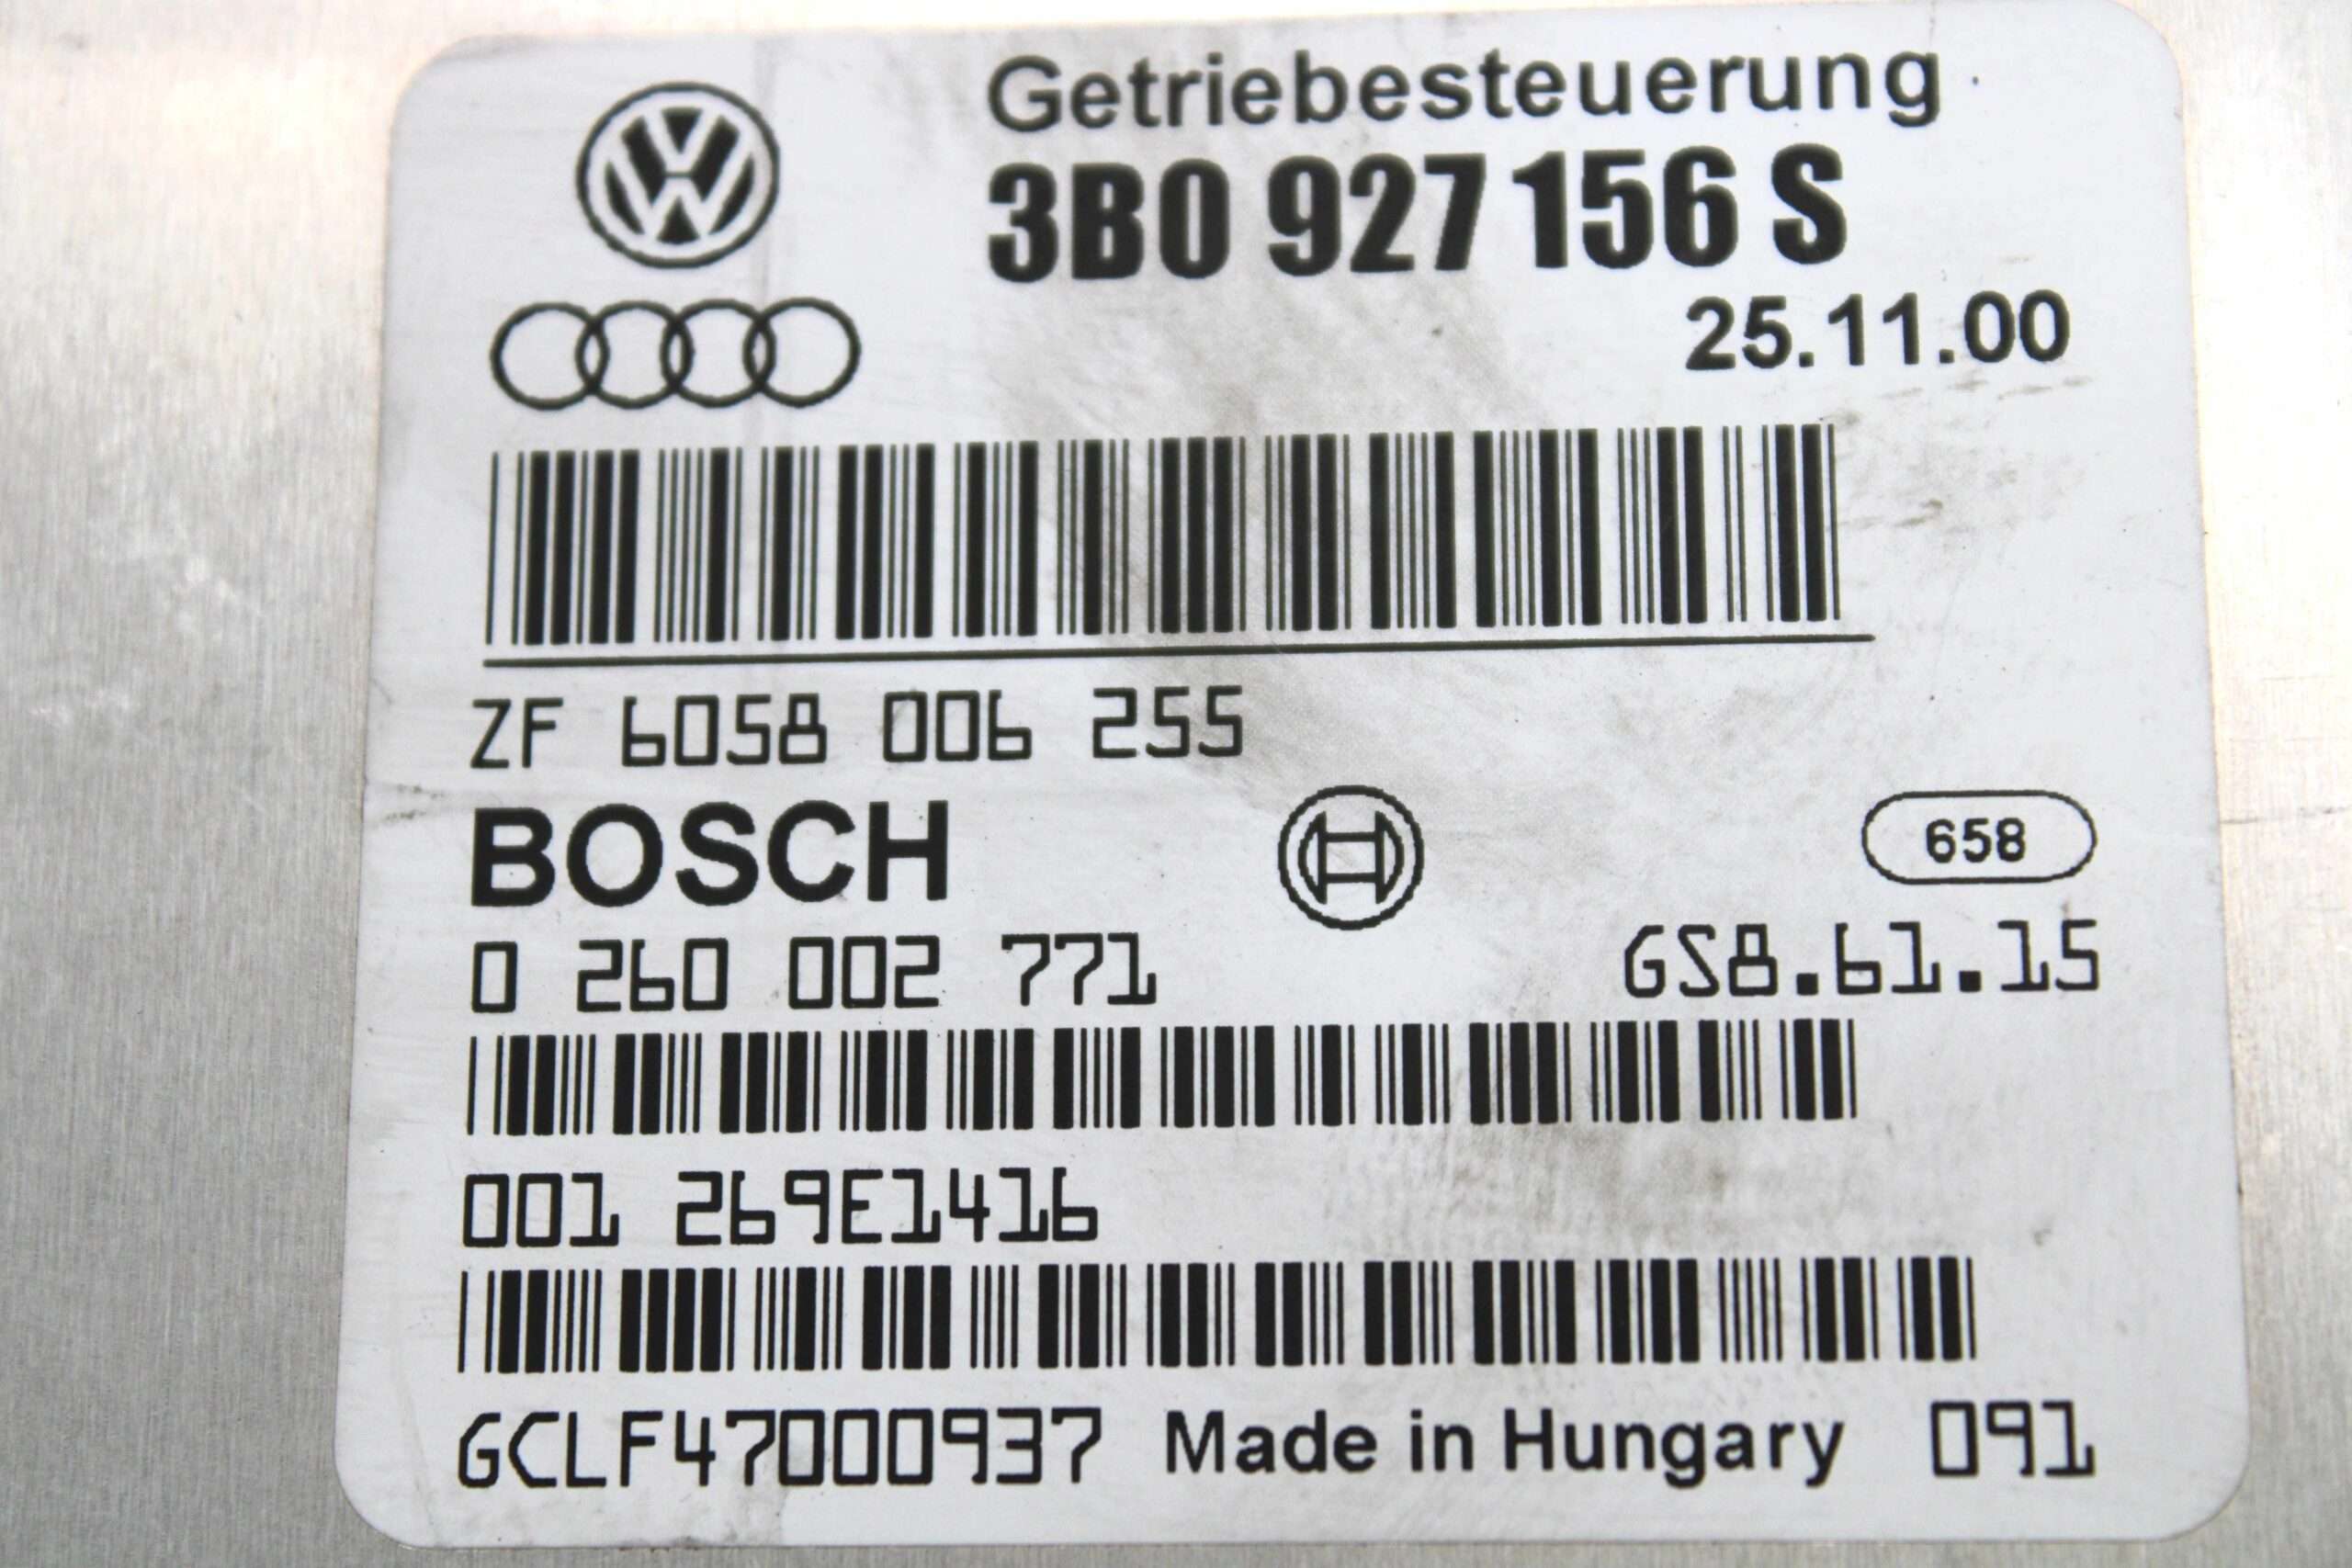 Getriebesteuerung
3B0 927 156 S
25.11.00
ZF 6058 006 255
BOSCH
658
0 260 002 771 GS8.61.15
001 269E1416
GCLF47000937 Made in Hungary 091